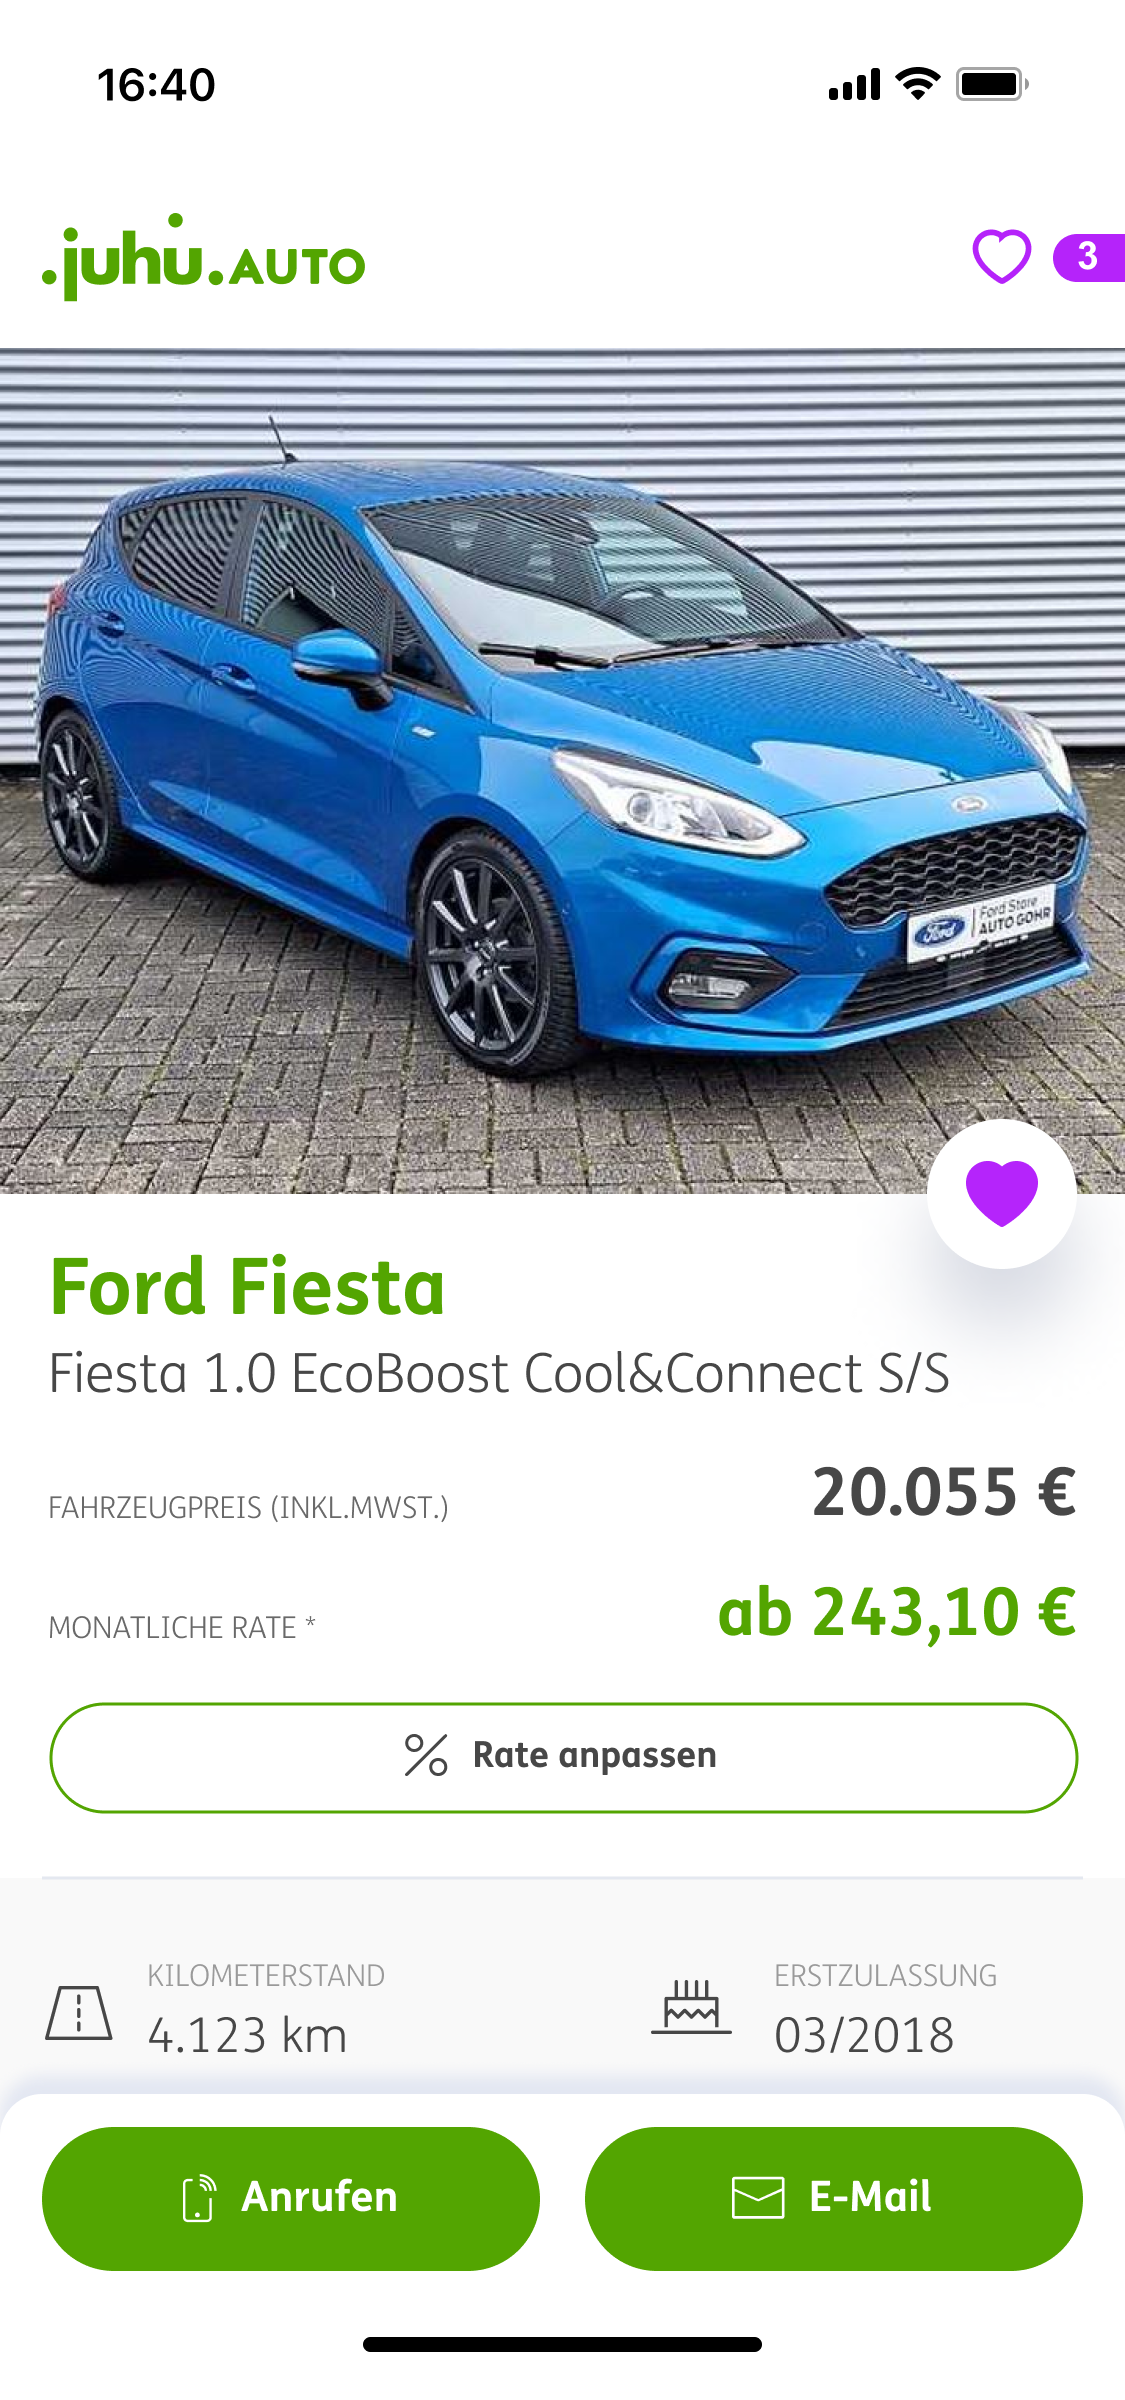 16:40
.juhu.AUTO
3
Ford
Ford Store
AUTO GOHR
Ford Fiesta
Fiesta 1.0 EcoBoost Cool&Connect S/S
FAHRZEUGPREIS (INKL.MWST.)
20.055 €
MONATLICHE RATE *
ab 243,10 €
Rate anpassen
KILOMETERSTAND
4.123 km
ERSTZULASSUNG
03/2018
Anrufen
E-Mail